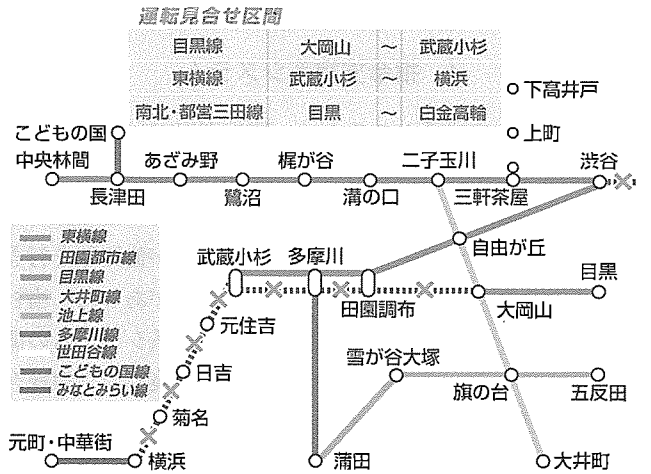 運転見合せ区間
目黒線 大岡山 ～ 武蔵小杉
東横線 武蔵小杉 ～ 横浜
南北・都営三田線 目黒 ～ 白金高輪
下高井戸
こどもの国 上町
中央林間 あざみ野 梶が谷 二子玉川 渋谷
長津田 鷺沼 溝の口 三軒茶屋
東横線
田園都市線
目黒線
大井町線
池上線
多摩川線
世田谷線
こどもの国線
みなとみらい線
自由が丘
武蔵小杉 多摩川 目黒
田園調布 大岡山
元住吉
雪が谷大塚
日吉
旗の台 五反田
菊名
元町・中華街
横浜 蒲田 大井町